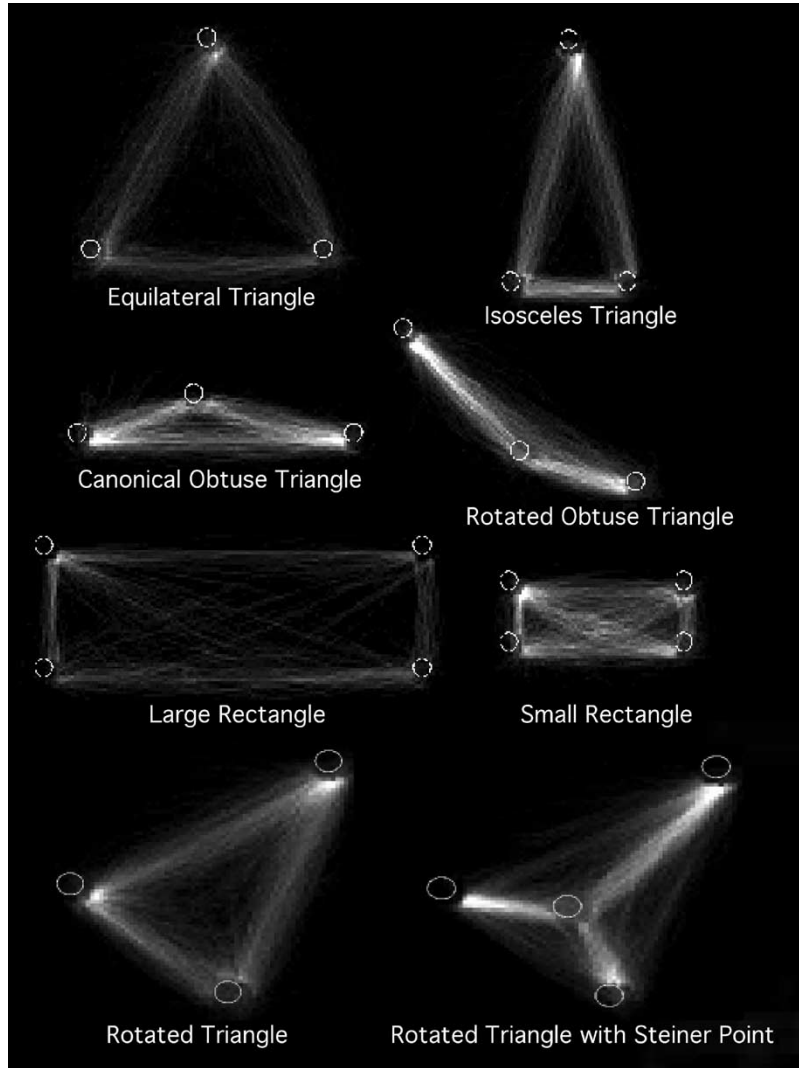 Equilateral Triangle
Isosceles Triangle
Canonical Obtuse Triangle
Rotated Obtuse Triangle
Large Rectangle
Small Rectangle
Rotated Triangle
Rotated Triangle with Steiner Point